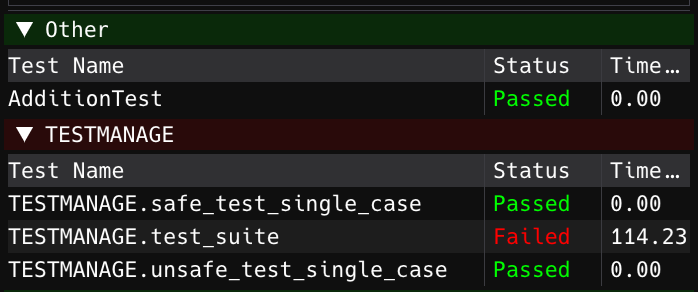 ▼ Other
Test Name Status Time…
AdditionTest Passed 0.00
▼ TESTMANAGE
Test Name Status Time…
TESTMANAGE.safe_test_single_case Passed 0.00
TESTMANAGE.test_suite Failed 114.23
TESTMANAGE.unsafe_test_single_case Passed 0.00